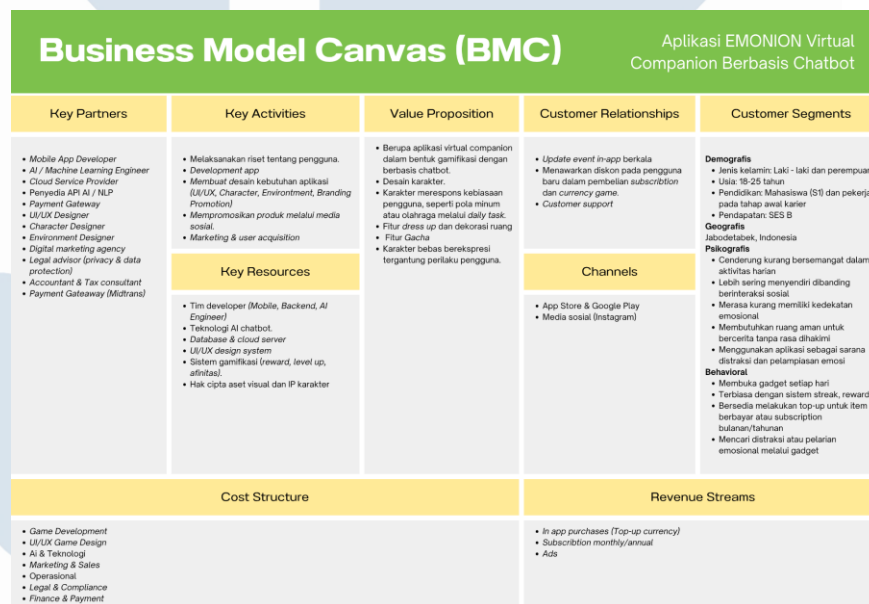 Business Model Canvas (BMC)
Aplikasi EMONION Virtual
Companion Berbasis Chatbot
Key Partners
• Mobile App Developer
• AI / Machine Learning Engineer
• Cloud Service Provider
• Penyedia API AI / NLP
• Payment Gateway
• UI/UX Designer
• Character Designer
• Environment Designer
• Digital marketing agency
• Legal advisor (privacy & data
protection)
• Accountant & Tax consultant
• Payment Gateaway (Midtrans)
Key Activities
• Melaksanakan riset tentang pengguna.
• Development app
• Membuat desain kebutuhan aplikasi
(UI/UX, Character, Environtment, Branding
Promotion)
• Mempromosikan produk melalui media
sosial.
• Marketing & user acquisition
Key Resources
• Tim developer (Mobile, Backend, AI
Engineer)
• Teknologi AI chatbot.
• Database & cloud server
• UI/UX design system
• Sistem gamifikasi (reward, level up,
afinitas).
• Hak cipta aset visual dan IP karakter
Value Proposition
• Berupa aplikasi virtual companion
dalam bentuk gamifikasi dengan
berbasis chatbot.
• Desain karakter.
• Karakter merespons kebiasaan
pengguna, seperti pola minum
atau olahraga melalui daily task.
• Fitur dress up dan dekorasi ruang
• Fitur Gacha
• Karakter bebas berekspresi
tergantung perilaku pengguna.
Customer Relationships
• Update event in-app berkala
• Menawarkan diskon pada pengguna
baru dalam pembelian subscribtion
dan currency game.
• Customer support
Channels
• App Store & Google Play
• Media sosial (Instagram)
Customer Segments
Demografis
• Jenis kelamin: Laki - laki dan perempuan
• Usia: 18-25 tahun
• Pendidikan: Mahasiswa (S1) dan pekerja
pada tahap awal karier
• Pendapatan: SES B
Geografis
Jabodetabek, Indonesia
Psikografis
• Cenderung kurang bersemangat dalam
aktivitas harian
• Lebih sering menyendiri dibanding
berinteraksi sosial
• Merasa kurang memiliki kedekatan
emosional
• Membutuhkan ruang aman untuk
bercerita tanpa rasa dihakimi
• Menggunakan aplikasi sebagai sarana
distraksi dan pelampiasan emosi
Behavioral
• Membuka gadget setiap hari
• Terbiasa dengan sistem streak, reward
• Bersedia melakukan top-up untuk item
berbayar atau subscription
bulanan/tahunan
• Mencari distraksi atau pelarian
emosional melalui gadget
Cost Structure
• Game Development
• UI/UX Game Design
• Ai & Teknologi
• Marketing & Sales
• Operasional
• Legal & Compliance
• Finance & Payment
Revenue Streams
• In app purchases (Top-up currency)
• Subscribtion monthly/annual
• Ads